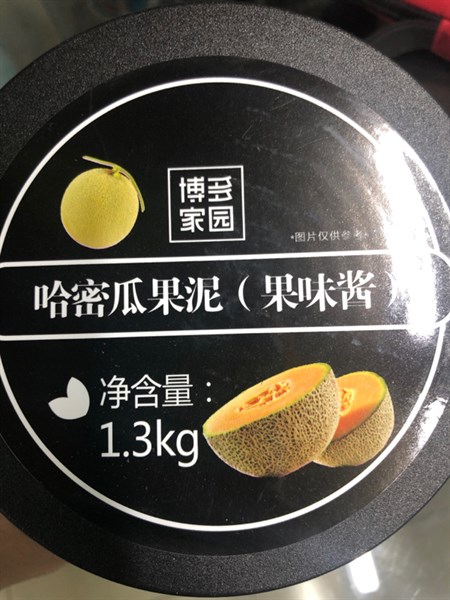 博多
家园
*图片仅供参考*
哈密瓜果泥（果味酱）
净含量：
1.3kg